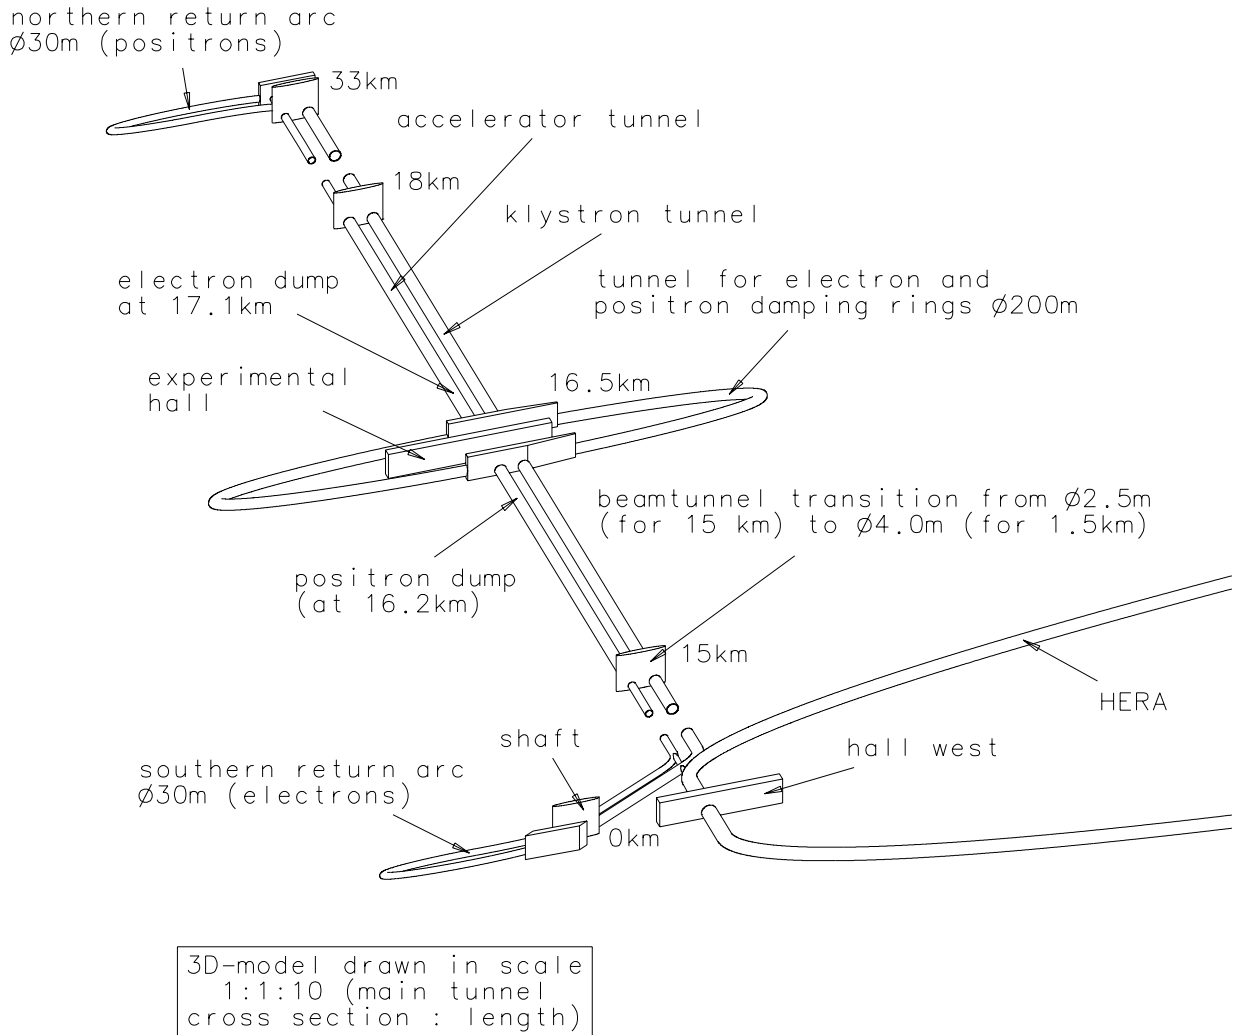 northern return arc
Ø30m (positrons)
33km
accelerator tunnel
18km
klystron tunnel
electron dump
at 17.1km
tunnel for electron and
positron damping rings Ø200m
experimental
hall
16.5km
beamtunnel transition from Ø2.5m
(for 15 km) to Ø4.0m (for 1.5km)
positron dump
(at 16.2km)
15km
HERA
shaft
hall west
southern return arc
Ø30m (electrons)
0km
3D-model drawn in scale
1:1:10 (main tunnel
cross section : length)